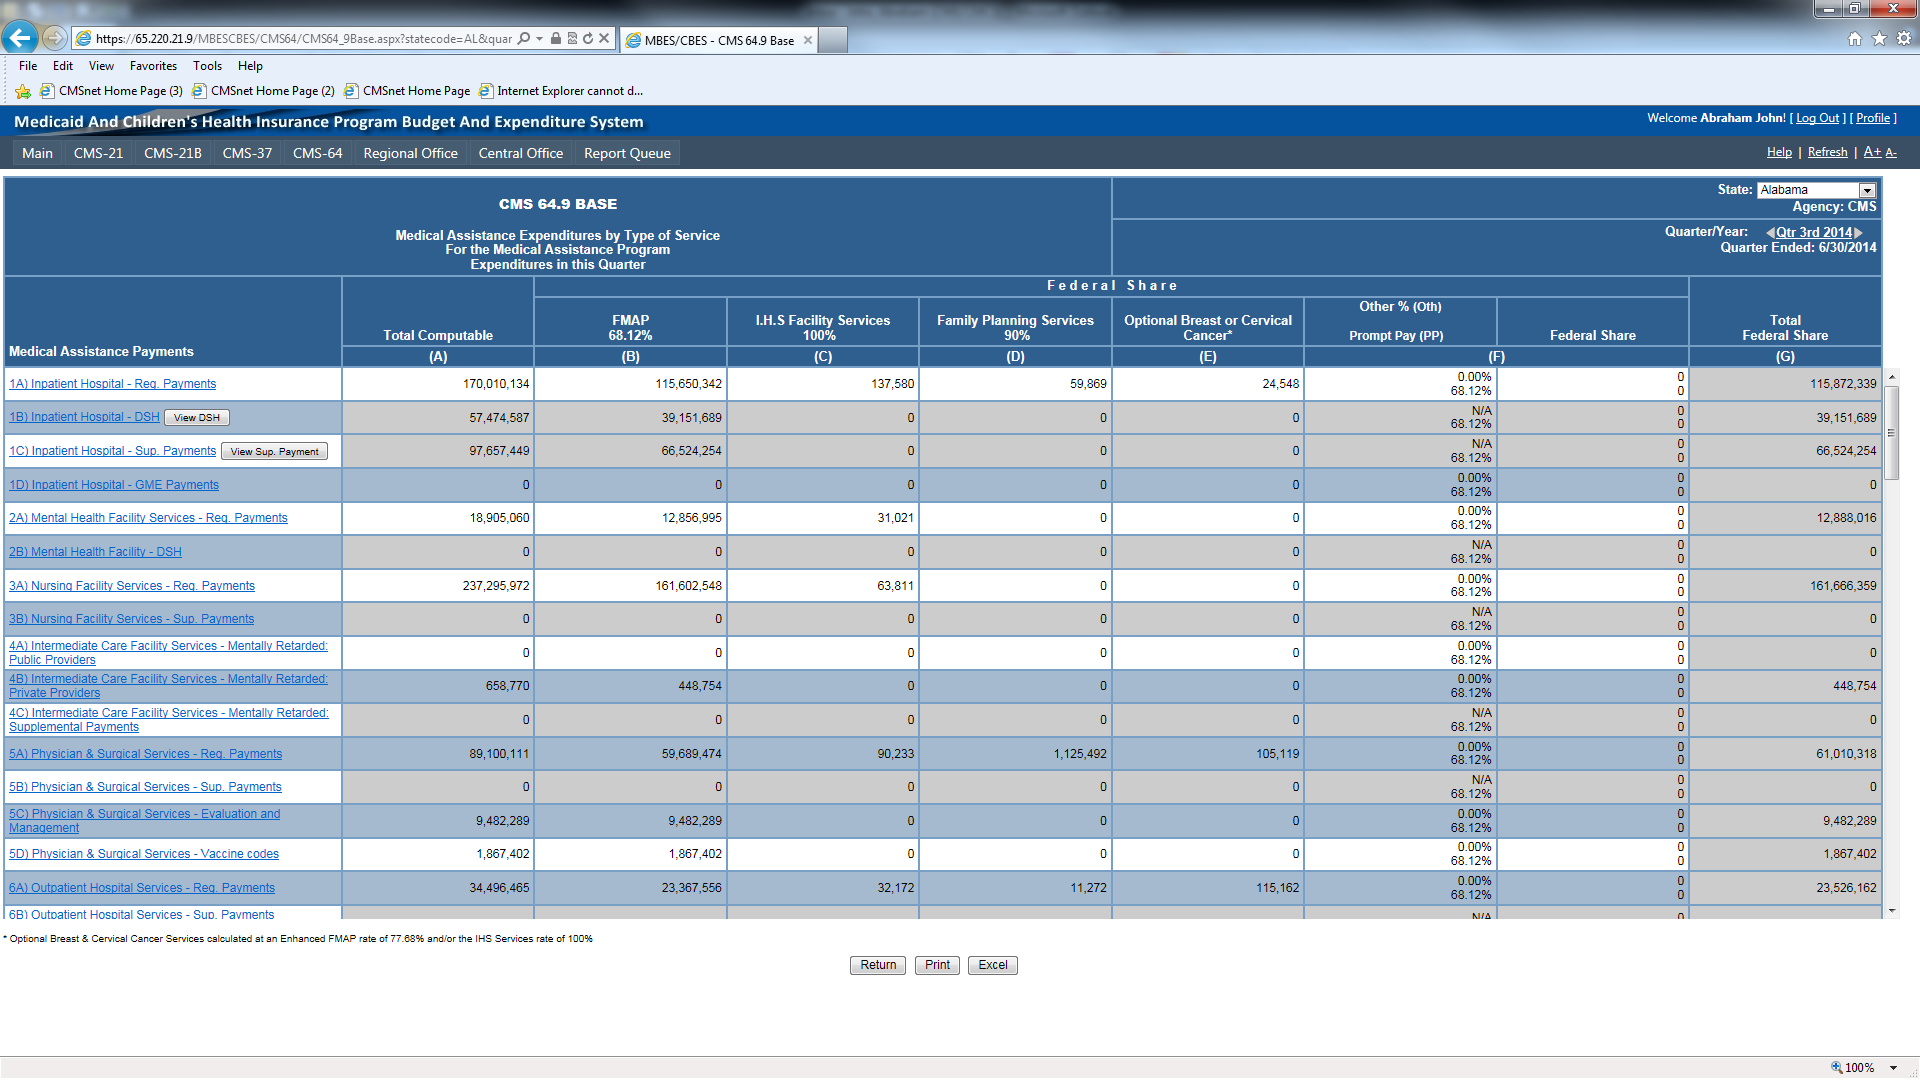 https://65.220.21.9/MBESCBES/CMS64/CMS64_9Base.aspx?statecode=AL&quar
MBES/CBES - CMS 64.9 Base
File Edit View Favorites Tools Help
CMSnet Home Page (3) CMSnet Home Page (2) CMSnet Home Page Internet Explorer cannot d...
Medicaid And Children's Health Insurance Program Budget And Expenditure System
Welcome Abraham John! [ Log Out ] [ Profile ]
Main CMS-21 CMS-21B CMS-37 CMS-64 Regional Office Central Office Report Queue
Help | Refresh | A+ A-
CMS 64.9 BASE
Medical Assistance Expenditures by Type of Service
For the Medical Assistance Program
Expenditures in this Quarter
State: Alabama
Agency: CMS
Quarter/Year: Qtr 3rd 2014
Quarter Ended: 6/30/2014
Medical Assistance Payments
Total Computable
(A)
Federal Share
FMAP
68.12%
(B)
I.H.S Facility Services
100%
(C)
Family Planning Services
90%
(D)
Optional Breast or Cervical
Cancer*
(E)
Other % (Oth)
Prompt Pay (PP)
Federal Share
(F)
Total
Federal Share
(G)
1A) Inpatient Hospital - Reg. Payments 170,010,134 115,650,342 137,580 59,869 24,548 0.00% 0 115,872,339
68.12% 0
1B) Inpatient Hospital - DSH View DSH 57,474,587 39,151,689 0 0 0 N/A 0 39,151,689
68.12% 0
1C) Inpatient Hospital - Sup. Payments View Sup. Payment 97,657,449 66,524,254 0 0 0 N/A 0 66,524,254
68.12% 0
1D) Inpatient Hospital - GME Payments 0 0 0 0 0 0.00% 0 0
68.12% 0
2A) Mental Health Facility Services - Reg. Payments 18,905,060 12,856,995 31,021 0 0 0.00% 0 12,888,016
68.12% 0
2B) Mental Health Facility - DSH 0 0 0 0 0 N/A 0 0
68.12% 0
3A) Nursing Facility Services - Reg. Payments 237,295,972 161,602,548 63,811 0 0 0.00% 0 161,666,359
68.12% 0
3B) Nursing Facility Services - Sup. Payments 0 0 0 0 0 N/A 0 0
68.12% 0
4A) Intermediate Care Facility Services - Mentally Retarded: 0 0 0 0 0 0.00% 0 0
Public Providers 68.12% 0
4B) Intermediate Care Facility Services - Mentally Retarded: 658,770 448,754 0 0 0 0.00% 0 448,754
Private Providers 68.12% 0
4C) Intermediate Care Facility Services - Mentally Retarded: 0 0 0 0 0 N/A 0 0
Supplemental Payments 68.12% 0
5A) Physician & Surgical Services - Reg. Payments 89,100,111 59,689,474 90,233 1,125,492 105,119 0.00% 0 61,010,318
68.12% 0
5B) Physician & Surgical Services - Sup. Payments 0 0 0 0 0 N/A 0 0
68.12% 0
5C) Physician & Surgical Services - Evaluation and 9,482,289 9,482,289 0 0 0 0.00% 0 9,482,289
Management 68.12% 0
5D) Physician & Surgical Services - Vaccine codes 1,867,402 1,867,402 0 0 0 0.00% 0 1,867,402
68.12% 0
6A) Outpatient Hospital Services - Reg. Payments 34,496,465 23,367,556 32,172 11,272 115,162 0.00% 0 23,526,162
68.12% 0
6B) Outpatient Hospital Services - Sup. Payments N/A 0
* Optional Breast & Cervical Cancer Services calculated at an Enhanced FMAP rate of 77.68% and/or the IHS Services rate of 100%
Return Print Excel
100%